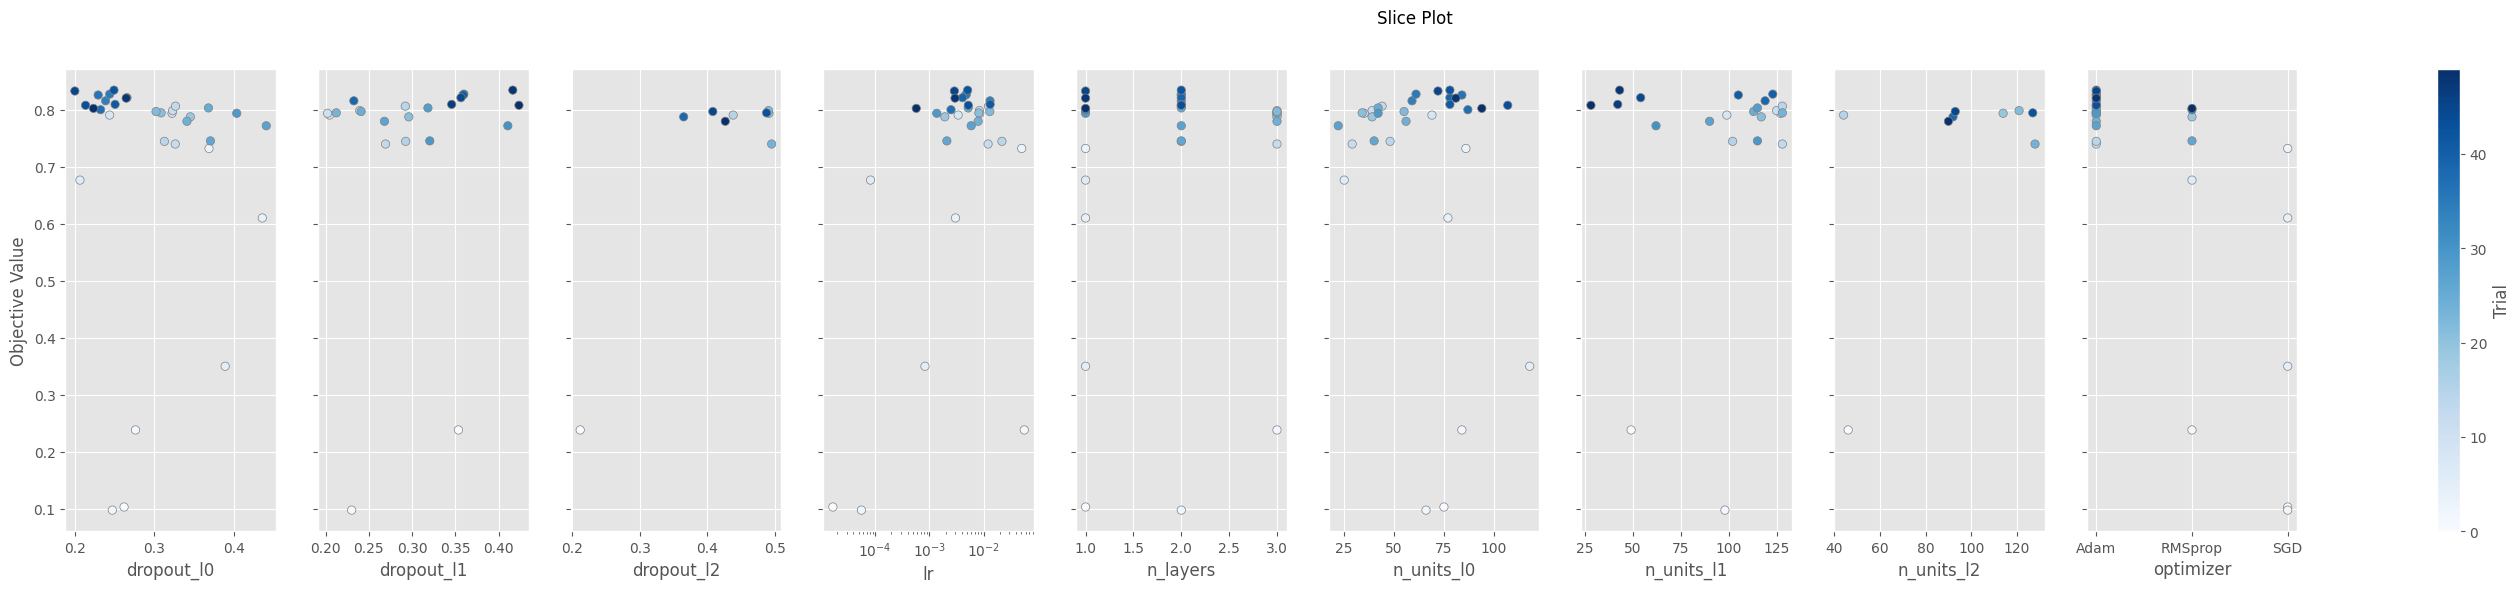 Slice Plot
Objective Value
0.8
0.7
0.6
0.5
0.4
0.3
0.2
0.1
0.2 0.3 0.4
dropout_l0
0.20 0.25 0.30 0.35 0.40
dropout_l1
0.2 0.3 0.4 0.5
dropout_l2
10⁻⁴ 10⁻³ 10⁻²
lr
1.0 1.5 2.0 2.5 3.0
n_layers
25 50 75 100
n_units_l0
25 50 75 100 125
n_units_l1
40 60 80 100 120
n_units_l2
Adam RMSprop SGD
optimizer
40
30
20
10
0
Trial